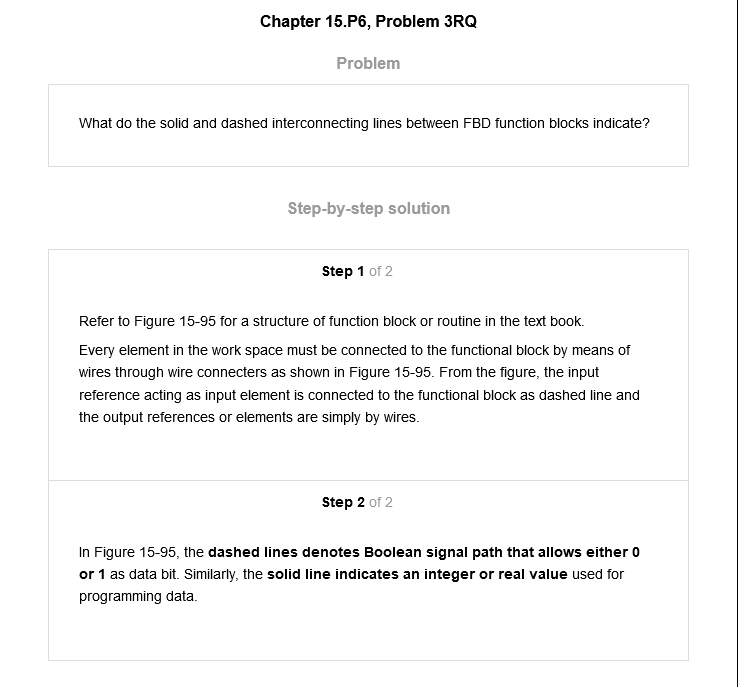 Chapter 15.P6, Problem 3RQ
Problem
What do the solid and dashed interconnecting lines between FBD function blocks indicate?
Step-by-step solution
Step 1 of 2
Refer to Figure 15-95 for a structure of function block or routine in the text book.
Every element in the work space must be connected to the functional block by means of
wires through wire connecters as shown in Figure 15-95. From the figure, the input
reference acting as input element is connected to the functional block as dashed line and
the output references or elements are simply by wires.
Step 2 of 2
In Figure 15-95, the dashed lines denotes Boolean signal path that allows either 0
or 1 as data bit. Similarly, the solid line indicates an integer or real value used for
programming data.